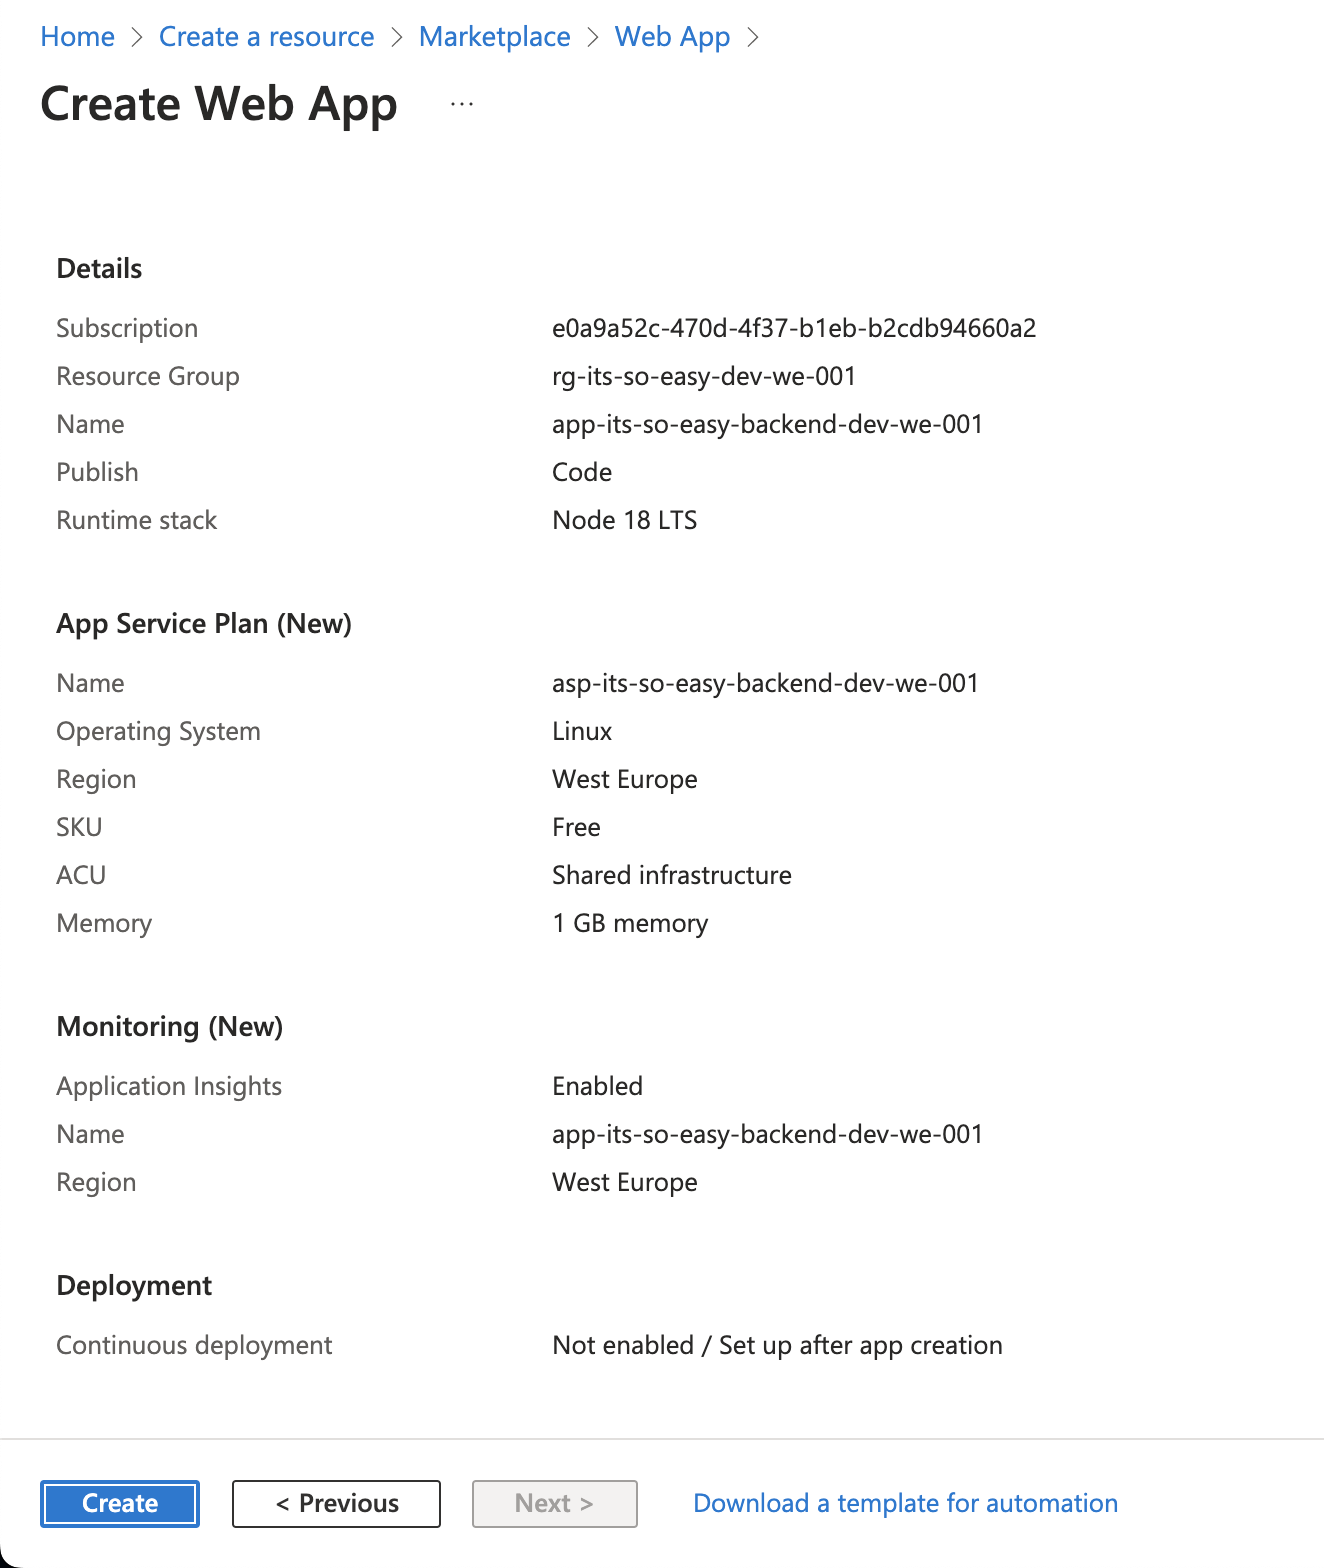 Home > Create a resource > Marketplace > Web App >
Create Web App ...
Details
Subscription e0a9a52c-470d-4f37-b1eb-b2cdb94660a2
Resource Group rg-its-so-easy-dev-we-001
Name app-its-so-easy-backend-dev-we-001
Publish Code
Runtime stack Node 18 LTS
App Service Plan (New)
Name asp-its-so-easy-backend-dev-we-001
Operating System Linux
Region West Europe
SKU Free
ACU Shared infrastructure
Memory 1 GB memory
Monitoring (New)
Application Insights Enabled
Name app-its-so-easy-backend-dev-we-001
Region West Europe
Deployment
Continuous deployment Not enabled / Set up after app creation
Create < Previous Next > Download a template for automation